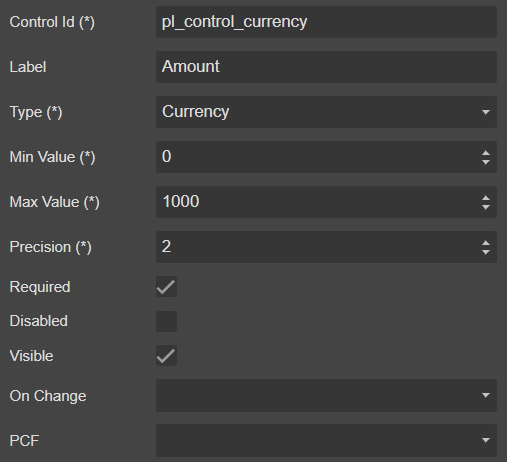 Control Id (*) pl_control_currency
Label Amount
Type (*) Currency
Min Value (*) 0
Max Value (*) 1000
Precision (*) 2
Required
Disabled
Visible
On Change
PCF